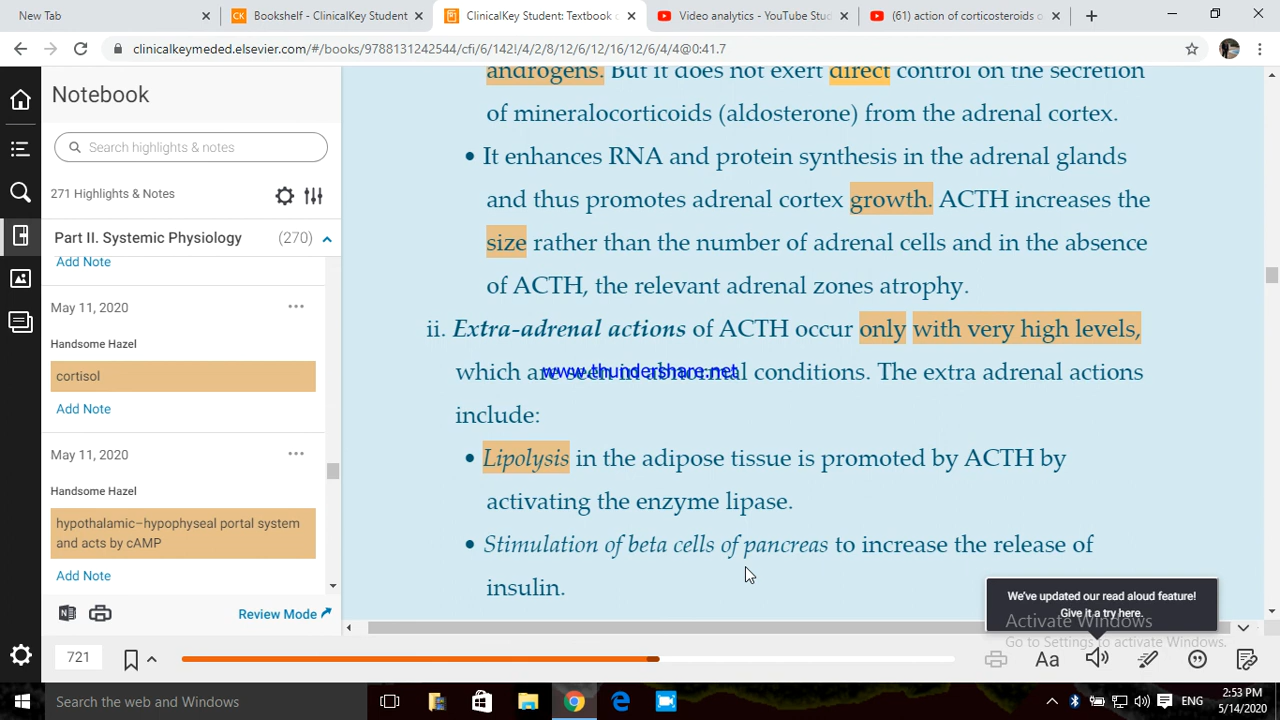 New Tab
Bookshelf - ClinicalKey Student
ClinicalKey Student: Textbook
Video analytics - YouTube Stu
(61) action of corticosteroids o
clinicalkeymeded.elsevier.com/#/books/9788131242544/cfi/6/142!/4/2/8/12/6/12/16/12/6/4/4@0:41.7
Notebook
Search highlights & notes
271 Highlights & Notes
Part II. Systemic Physiology (270)
Add Note
May 11, 2020
Handsome Hazel
cortisol
Add Note
May 11, 2020
Handsome Hazel
hypothalamic–hypophyseal portal system
and acts by cAMP
Add Note
Review Mode
androgens. But it does not exert direct control on the secretion
of mineralocorticoids (aldosterone) from the adrenal cortex.
• It enhances RNA and protein synthesis in the adrenal glands
and thus promotes adrenal cortex growth. ACTH increases the
size rather than the number of adrenal cells and in the absence
of ACTH, the relevant adrenal zones atrophy.
ii. Extra-adrenal actions of ACTH occur only with very high levels,
which are seen in abnormal conditions. The extra adrenal actions
www.thundershare.net
include:
• Lipolysis in the adipose tissue is promoted by ACTH by
activating the enzyme lipase.
• Stimulation of beta cells of pancreas to increase the release of
insulin.
We've updated our read aloud feature!
Give it a try here.
Activate Windows
Go to Settings to activate Windows.
721
Aa
Search the web and Windows
ENG
2:53 PM
5/14/2020